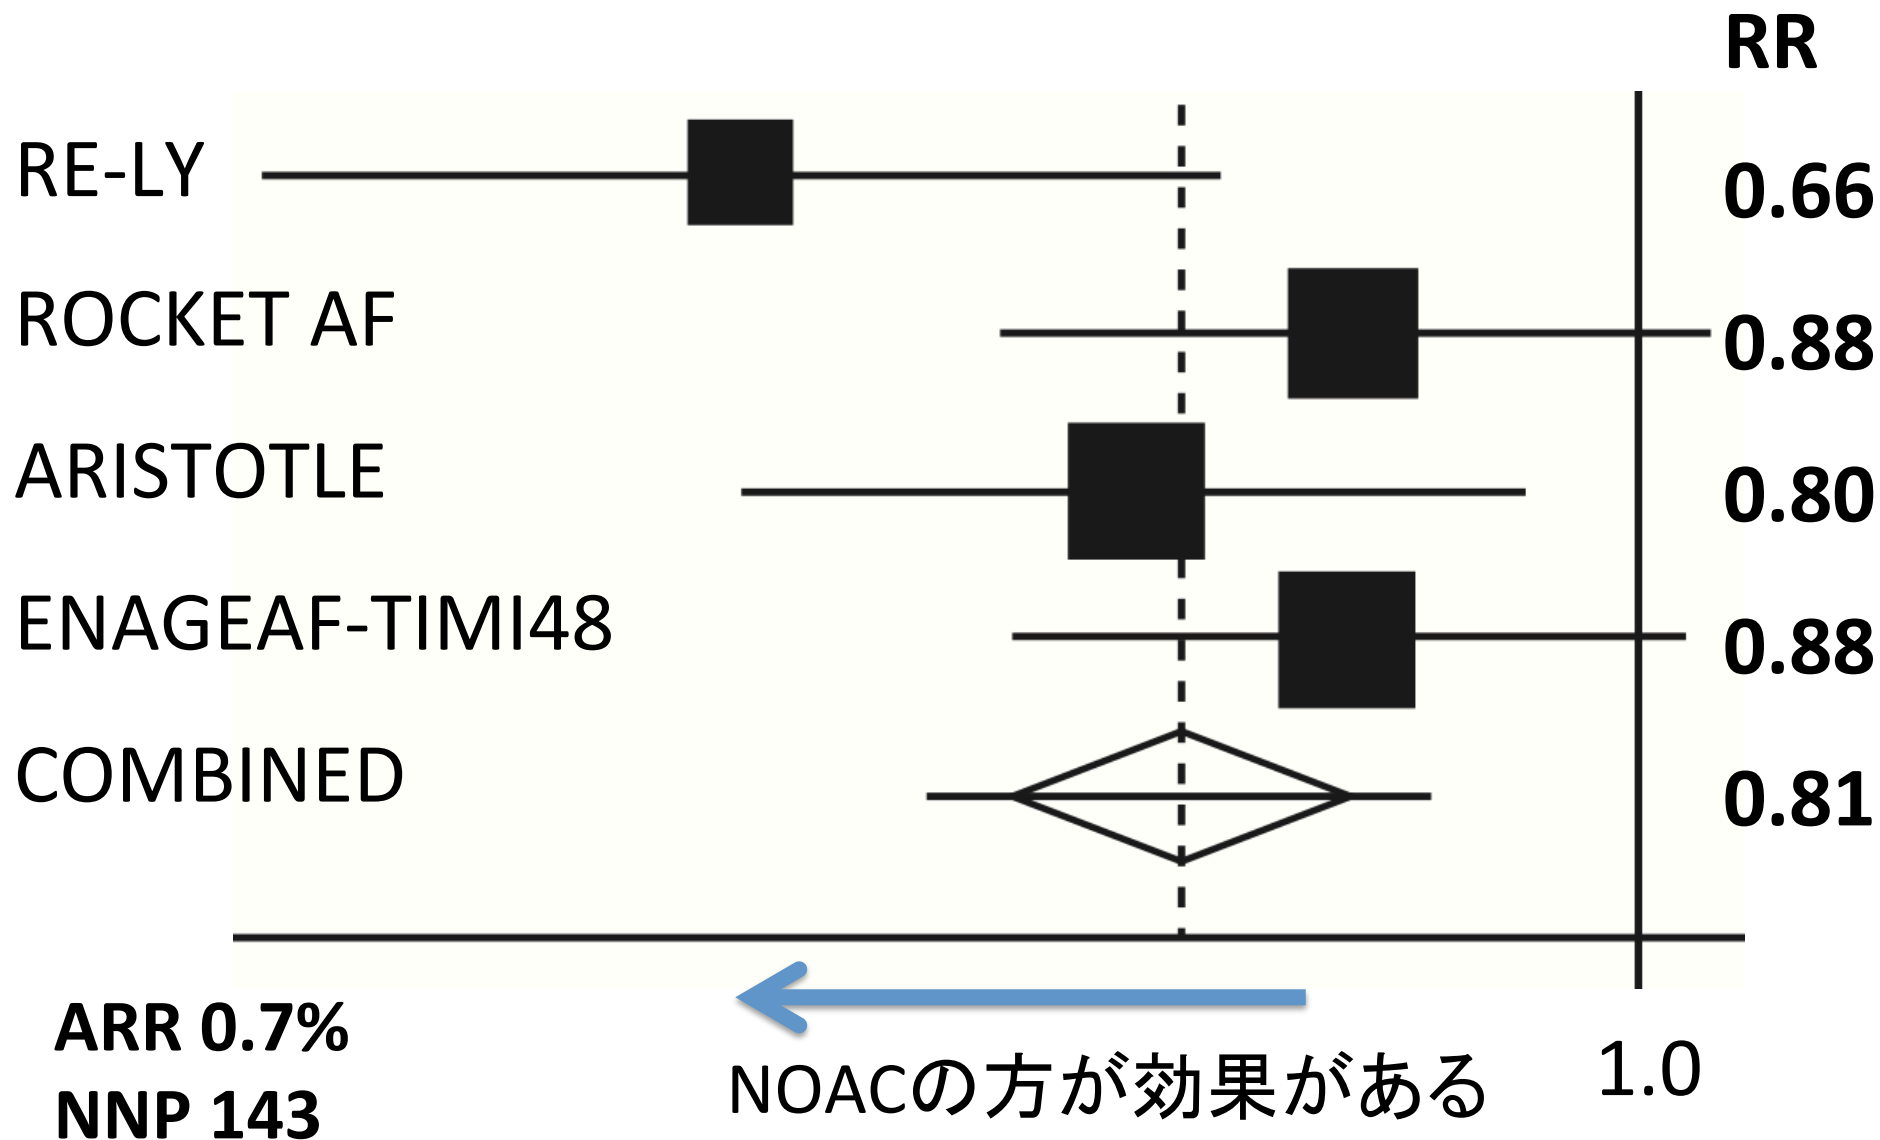 RR
RE-LY 0.66
ROCKET AF 0.88
ARISTOTLE 0.80
ENAGEAF-TIMI48 0.88
COMBINED 0.81
ARR 0.7%
NNP 143
NOACの方が効果がある
1.0